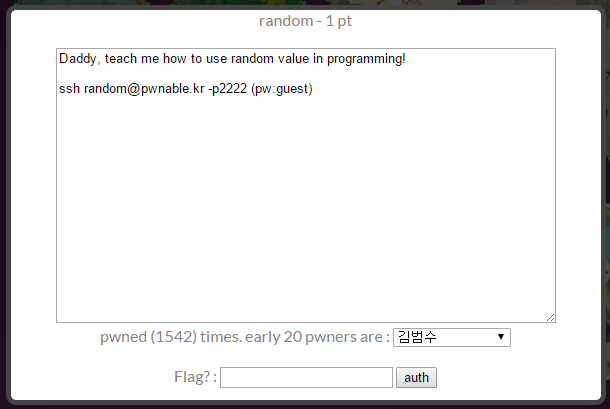 random - 1 pt
Daddy, teach me how to use random value in programming!
ssh random@pwnable.kr -p2222 (pw:guest)
pwned (1542) times. early 20 pwners are : 김범수
Flag? : auth